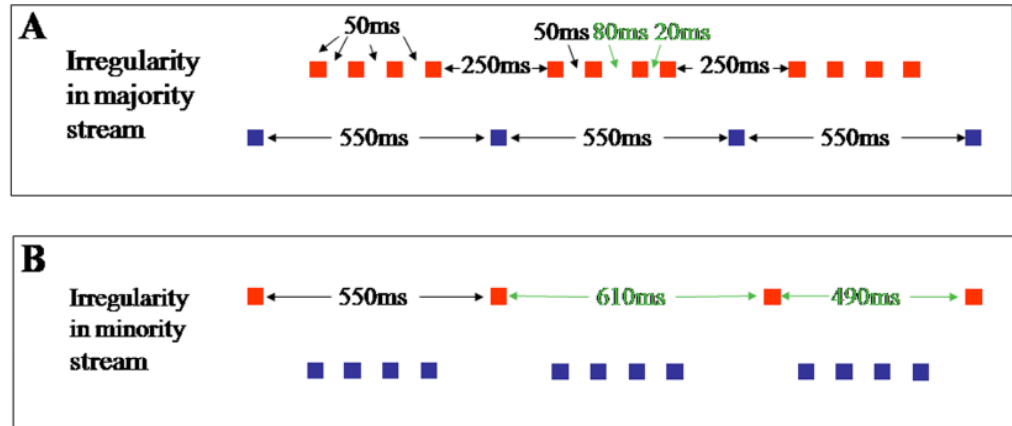 A
50ms
50ms 80ms 20ms
Irregularity
in majority
stream
250ms 250ms
550ms 550ms 550ms
B
Irregularity
in minority
stream
550ms 610ms 490ms